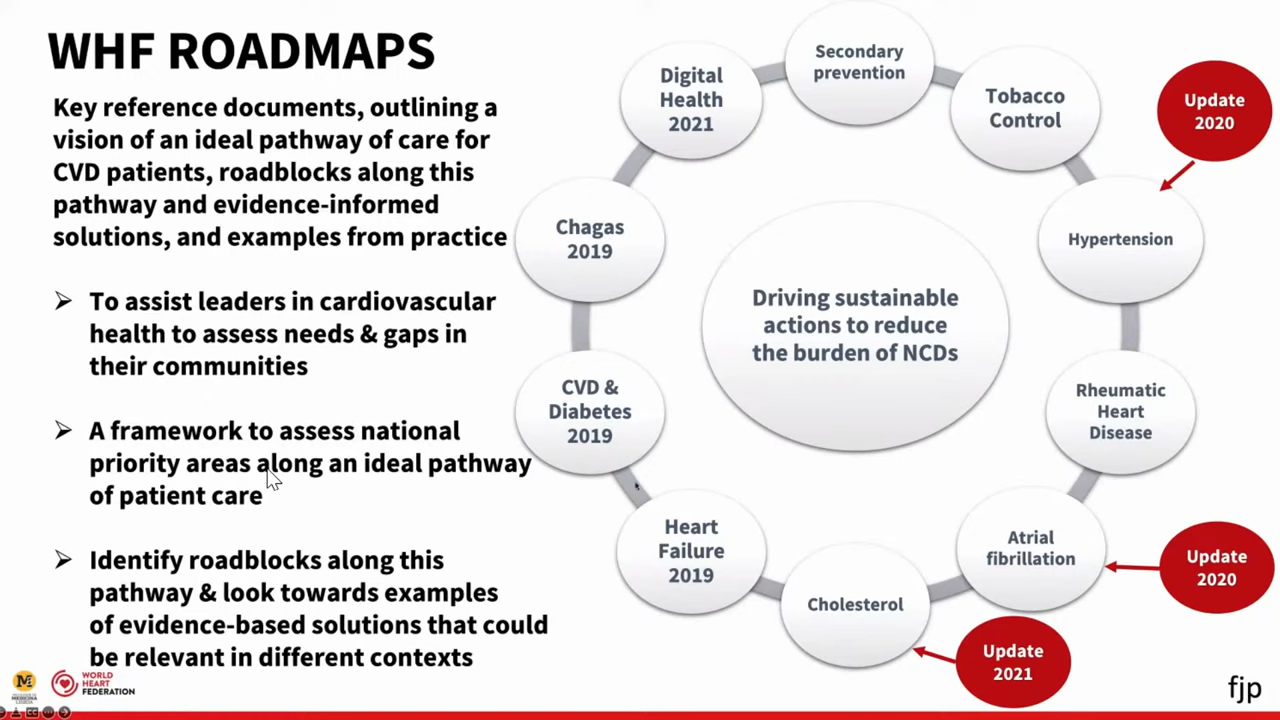 WHF ROADMAPS
Key reference documents, outlining a
vision of an ideal pathway of care for
CVD patients, roadblocks along this
pathway and evidence-informed
solutions, and examples from practice
To assist leaders in cardiovascular
health to assess needs & gaps in
their communities
A framework to assess national
priority areas along an ideal pathway
of patient care
Identify roadblocks along this
pathway & look towards examples
of evidence-based solutions that could
be relevant in different contexts
Secondary
prevention
Tobacco
Control
Update
2020
Hypertension
Rheumatic
Heart
Disease
Atrial
fibrillation
Update
2020
Cholesterol
Update
2021
Heart
Failure
2019
CVD &
Diabetes
2019
Chagas
2019
Digital
Health
2021
Driving sustainable
actions to reduce
the burden of NCDs
MEDICINA
LISBOA
WORLD
HEART
FEDERATION
fjp